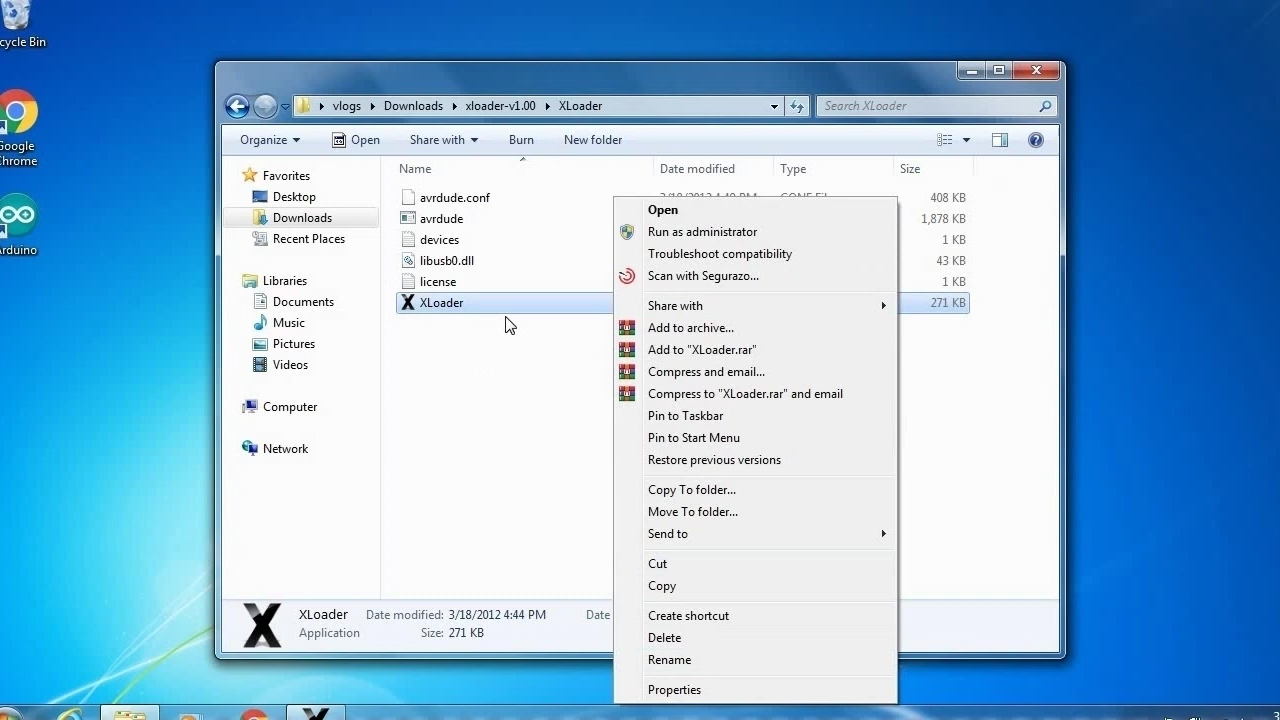 cycle Bin
Google
Chrome
Arduino
vlogs
Downloads
xloader-v1.00
XLoader
Search XLoader
Organize
Open
Share with
Burn
New folder
Favorites
Desktop
Downloads
Recent Places
Libraries
Documents
Music
Pictures
Videos
Computer
Network
Name
Date modified
Type
Size
avrdude.conf
408 KB
avrdude
1,878 KB
devices
1 KB
libusb0.dll
43 KB
license
1 KB
XLoader
271 KB
Open
Run as administrator
Troubleshoot compatibility
Scan with Segurazo...
Share with
Add to archive...
Add to "XLoader.rar"
Compress and email...
Compress to "XLoader.rar" and email
Pin to Taskbar
Pin to Start Menu
Restore previous versions
Copy To folder...
Move To folder...
Send to
Cut
Copy
Create shortcut
Delete
Rename
Properties
XLoader
Date modified: 3/18/2012 4:44 PM
Date
Application
Size: 271 KB